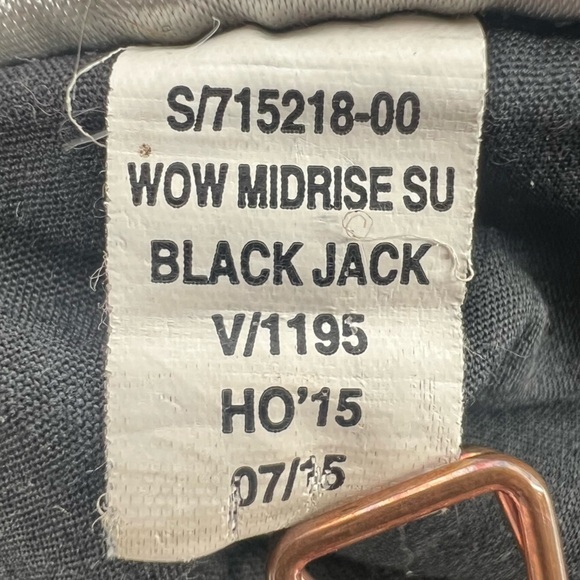 S/715218-00
WOW MIDRISE SU
BLACK JACK
V/1195
HO'15
07/15